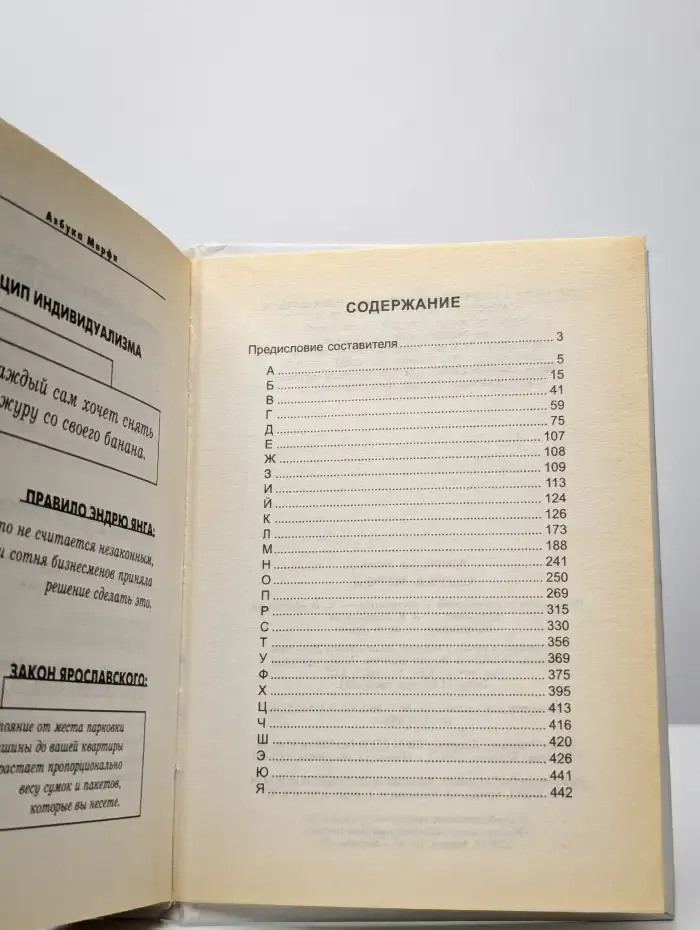 Азбука Мерфи
ЦИП ИНДИВИДУАЛИЗМА
аждый сам хочет снять
журу со своего банана.
ПРАВИЛО ЭНДРЮ ЯНГА:
то не считается незаконным,
и сотня бизнесменов приняла
решение сделать это.
ЗАКОН ЯРОСЛАВСКОГО:
тояние от места парковки
ашины до вашей квартиры
растает пропорционально
весу сумок и пакетов,
которые вы несете.
СОДЕРЖАНИЕ
Предисловие составителя 3
А 5
Б 15
В 41
Г 59
Д 75
Е 107
Ж 108
З 109
И 113
Й 124
К 126
Л 173
М 188
Н 241
О 250
П 269
Р 315
С 330
Т 356
У 369
Ф 375
Х 395
Ц 413
Ч 416
Ш 420
Э 426
Ю 441
Я 442